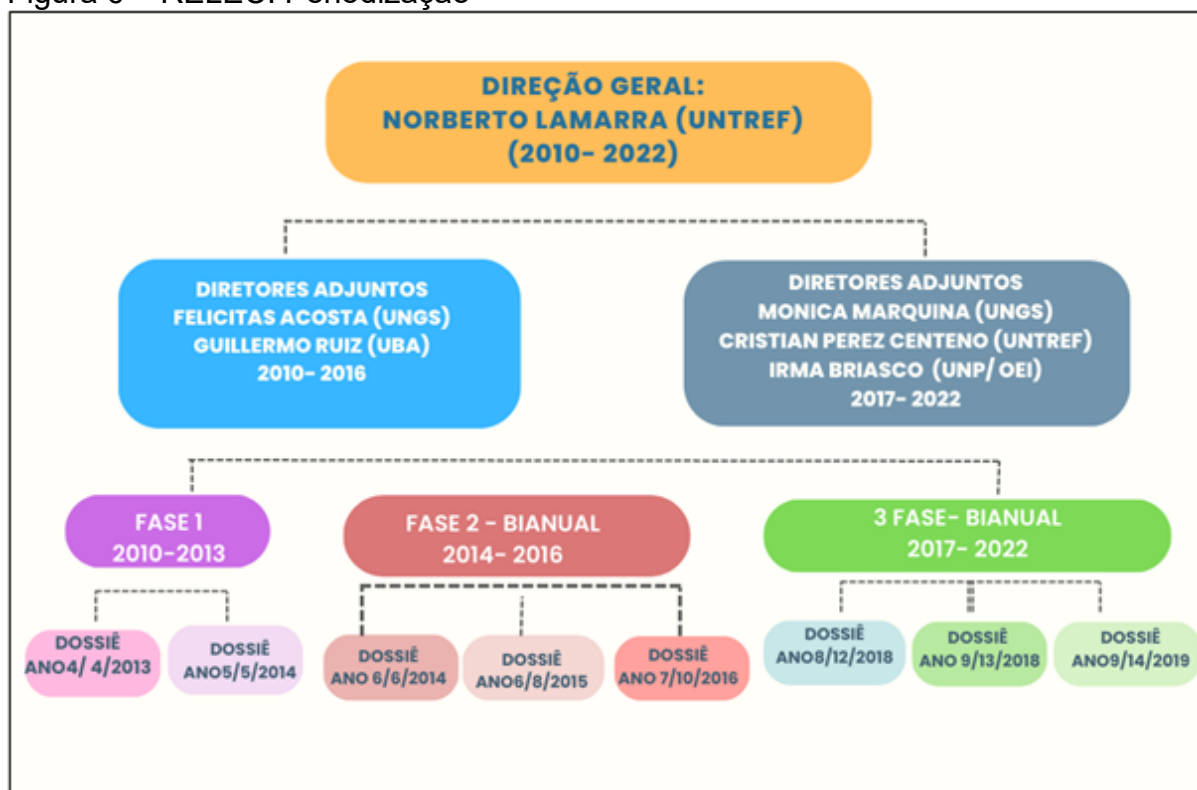 DIREÇÃO GERAL:
NORBERTO LAMARRA (UNTREF)
(2010- 2022)
DIRETORES ADJUNTOS
FELICITAS ACOSTA (UNGS)
GUILLERMO RUIZ (UBA)
2010- 2016
DIRETORES ADJUNTOS
MONICA MARQUINA (UNGS)
CRISTIAN PEREZ CENTENO (UNTREF)
IRMA BRIASCO (UNP/ OEI)
2017- 2022
FASE 1
2010-2013
FASE 2 - BIANUAL
2014- 2016
3 FASE- BIANUAL
2017- 2022
DOSSIÊ
ANO4/ 4/2013
DOSSIÊ
ANO5/5/2014
DOSSIÊ
ANO 6/6/2014
DOSSIÊ
ANO6/8/2015
DOSSIÊ
ANO 7/10/2016
DOSSIÊ
ANO8/12/2018
DOSSIÊ
ANO 9/13/2018
DOSSIÊ
ANO9/14/2019